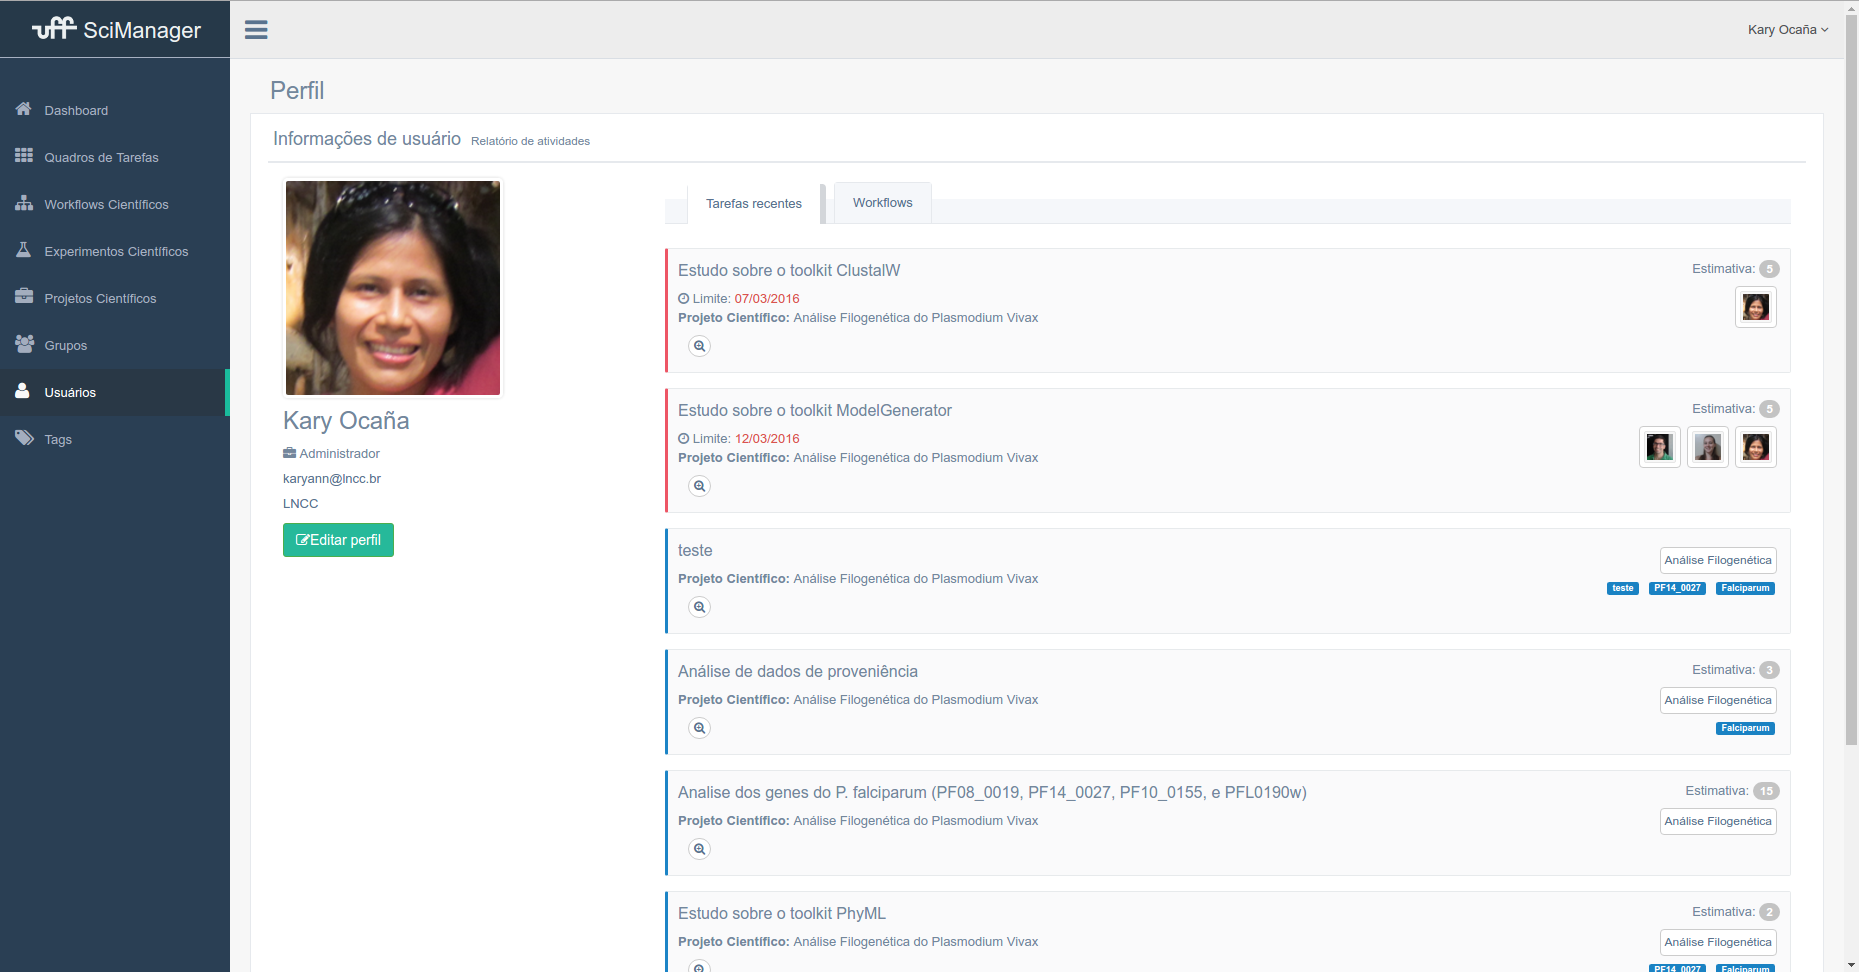 uff SciManager
Kary Ocaña
Dashboard
Quadros de Tarefas
Workflows Científicos
Experimentos Científicos
Projetos Científicos
Grupos
Usuários
Tags
Perfil
Informações de usuário Relatório de atividades
Kary Ocaña
Administrador
karyann@lncc.br
LNCC
Editar perfil
Tarefas recentes
Workflows
Estudo sobre o toolkit ClustalW
Estimativa: 5
Limite: 07/03/2016
Projeto Científico: Análise Filogenética do Plasmodium Vivax
Estudo sobre o toolkit ModelGenerator
Estimativa: 5
Limite: 12/03/2016
Projeto Científico: Análise Filogenética do Plasmodium Vivax
teste
Análise Filogenética
Projeto Científico: Análise Filogenética do Plasmodium Vivax
teste PF14_0027 Falciparum
Análise de dados de proveniência
Estimativa: 3
Projeto Científico: Análise Filogenética do Plasmodium Vivax
Análise Filogenética
Falciparum
Analise dos genes do P. falciparum (PF08_0019, PF14_0027, PF10_0155, e PFL0190w)
Estimativa: 15
Projeto Científico: Análise Filogenética do Plasmodium Vivax
Análise Filogenética
Estudo sobre o toolkit PhyML
Estimativa: 2
Projeto Científico: Análise Filogenética do Plasmodium Vivax
Análise Filogenética
PF14_0027 Falciparum